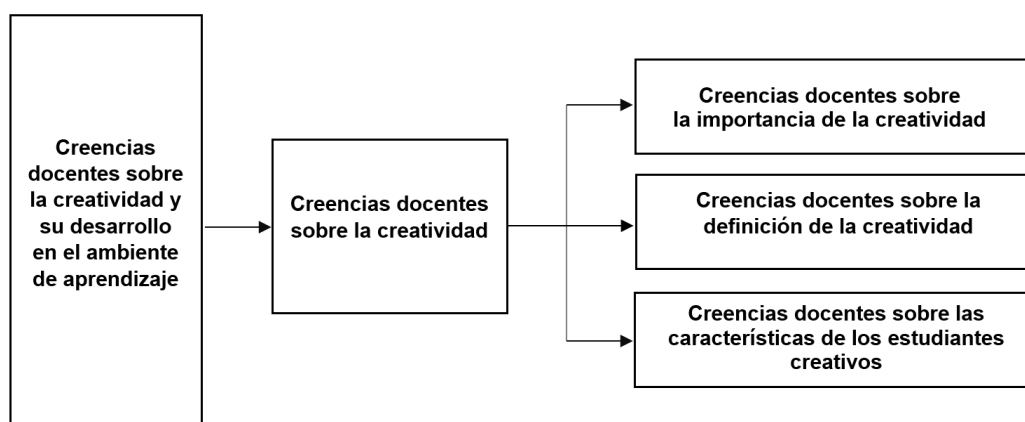 Creencias
docentes sobre
la creatividad y
su desarrollo
en el ambiente
de aprendizaje
Creencias docentes
sobre la creatividad
Creencias docentes sobre
la importancia de la creatividad
Creencias docentes sobre la
definición de la creatividad
Creencias docentes sobre las
característícas de los estudiantes
creativos